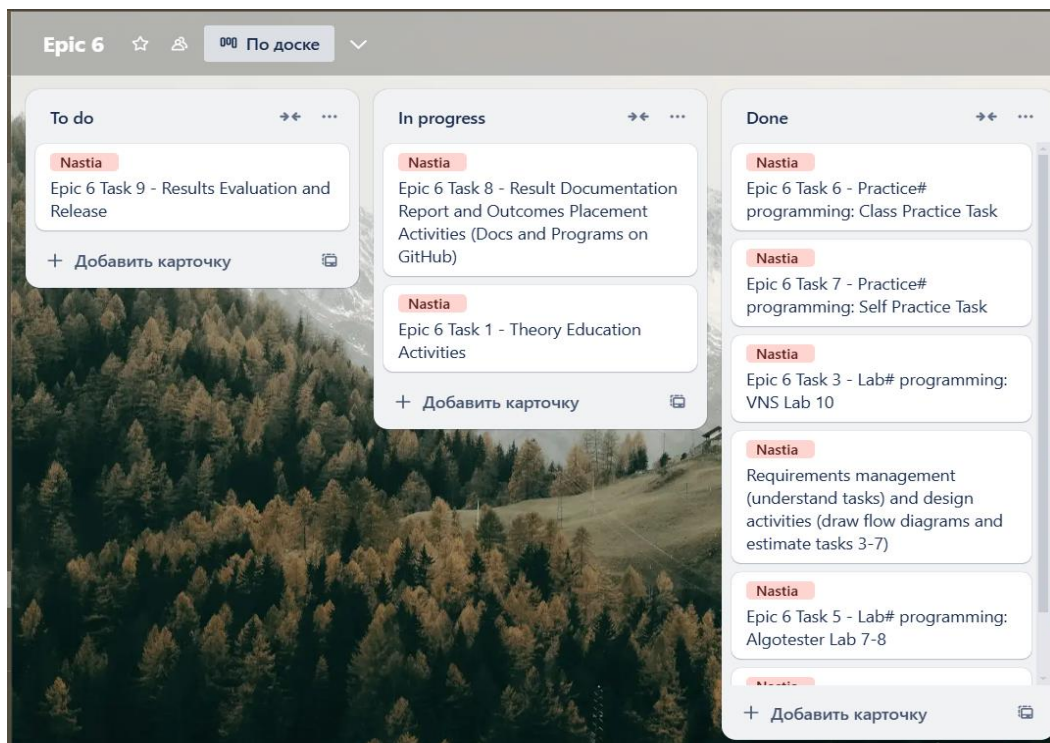 Epic 6
По доске
To do
Nastia
Epic 6 Task 9 - Results Evaluation and
Release
+ Добавить карточку
In progress
Nastia
Epic 6 Task 8 - Result Documentation
Report and Outcomes Placement
Activities (Docs and Programs on
GitHub)
Nastia
Epic 6 Task 1 - Theory Education
Activities
+ Добавить карточку
Done
Nastia
Epic 6 Task 6 - Practice#
programming: Class Practice Task
Nastia
Epic 6 Task 7 - Practice#
programming: Self Practice Task
Nastia
Epic 6 Task 3 - Lab# programming:
VNS Lab 10
Nastia
Requirements management
(understand tasks) and design
activities (draw flow diagrams and
estimate tasks 3-7)
Nastia
Epic 6 Task 5 - Lab# programming:
Algotester Lab 7-8
+ Добавить карточку